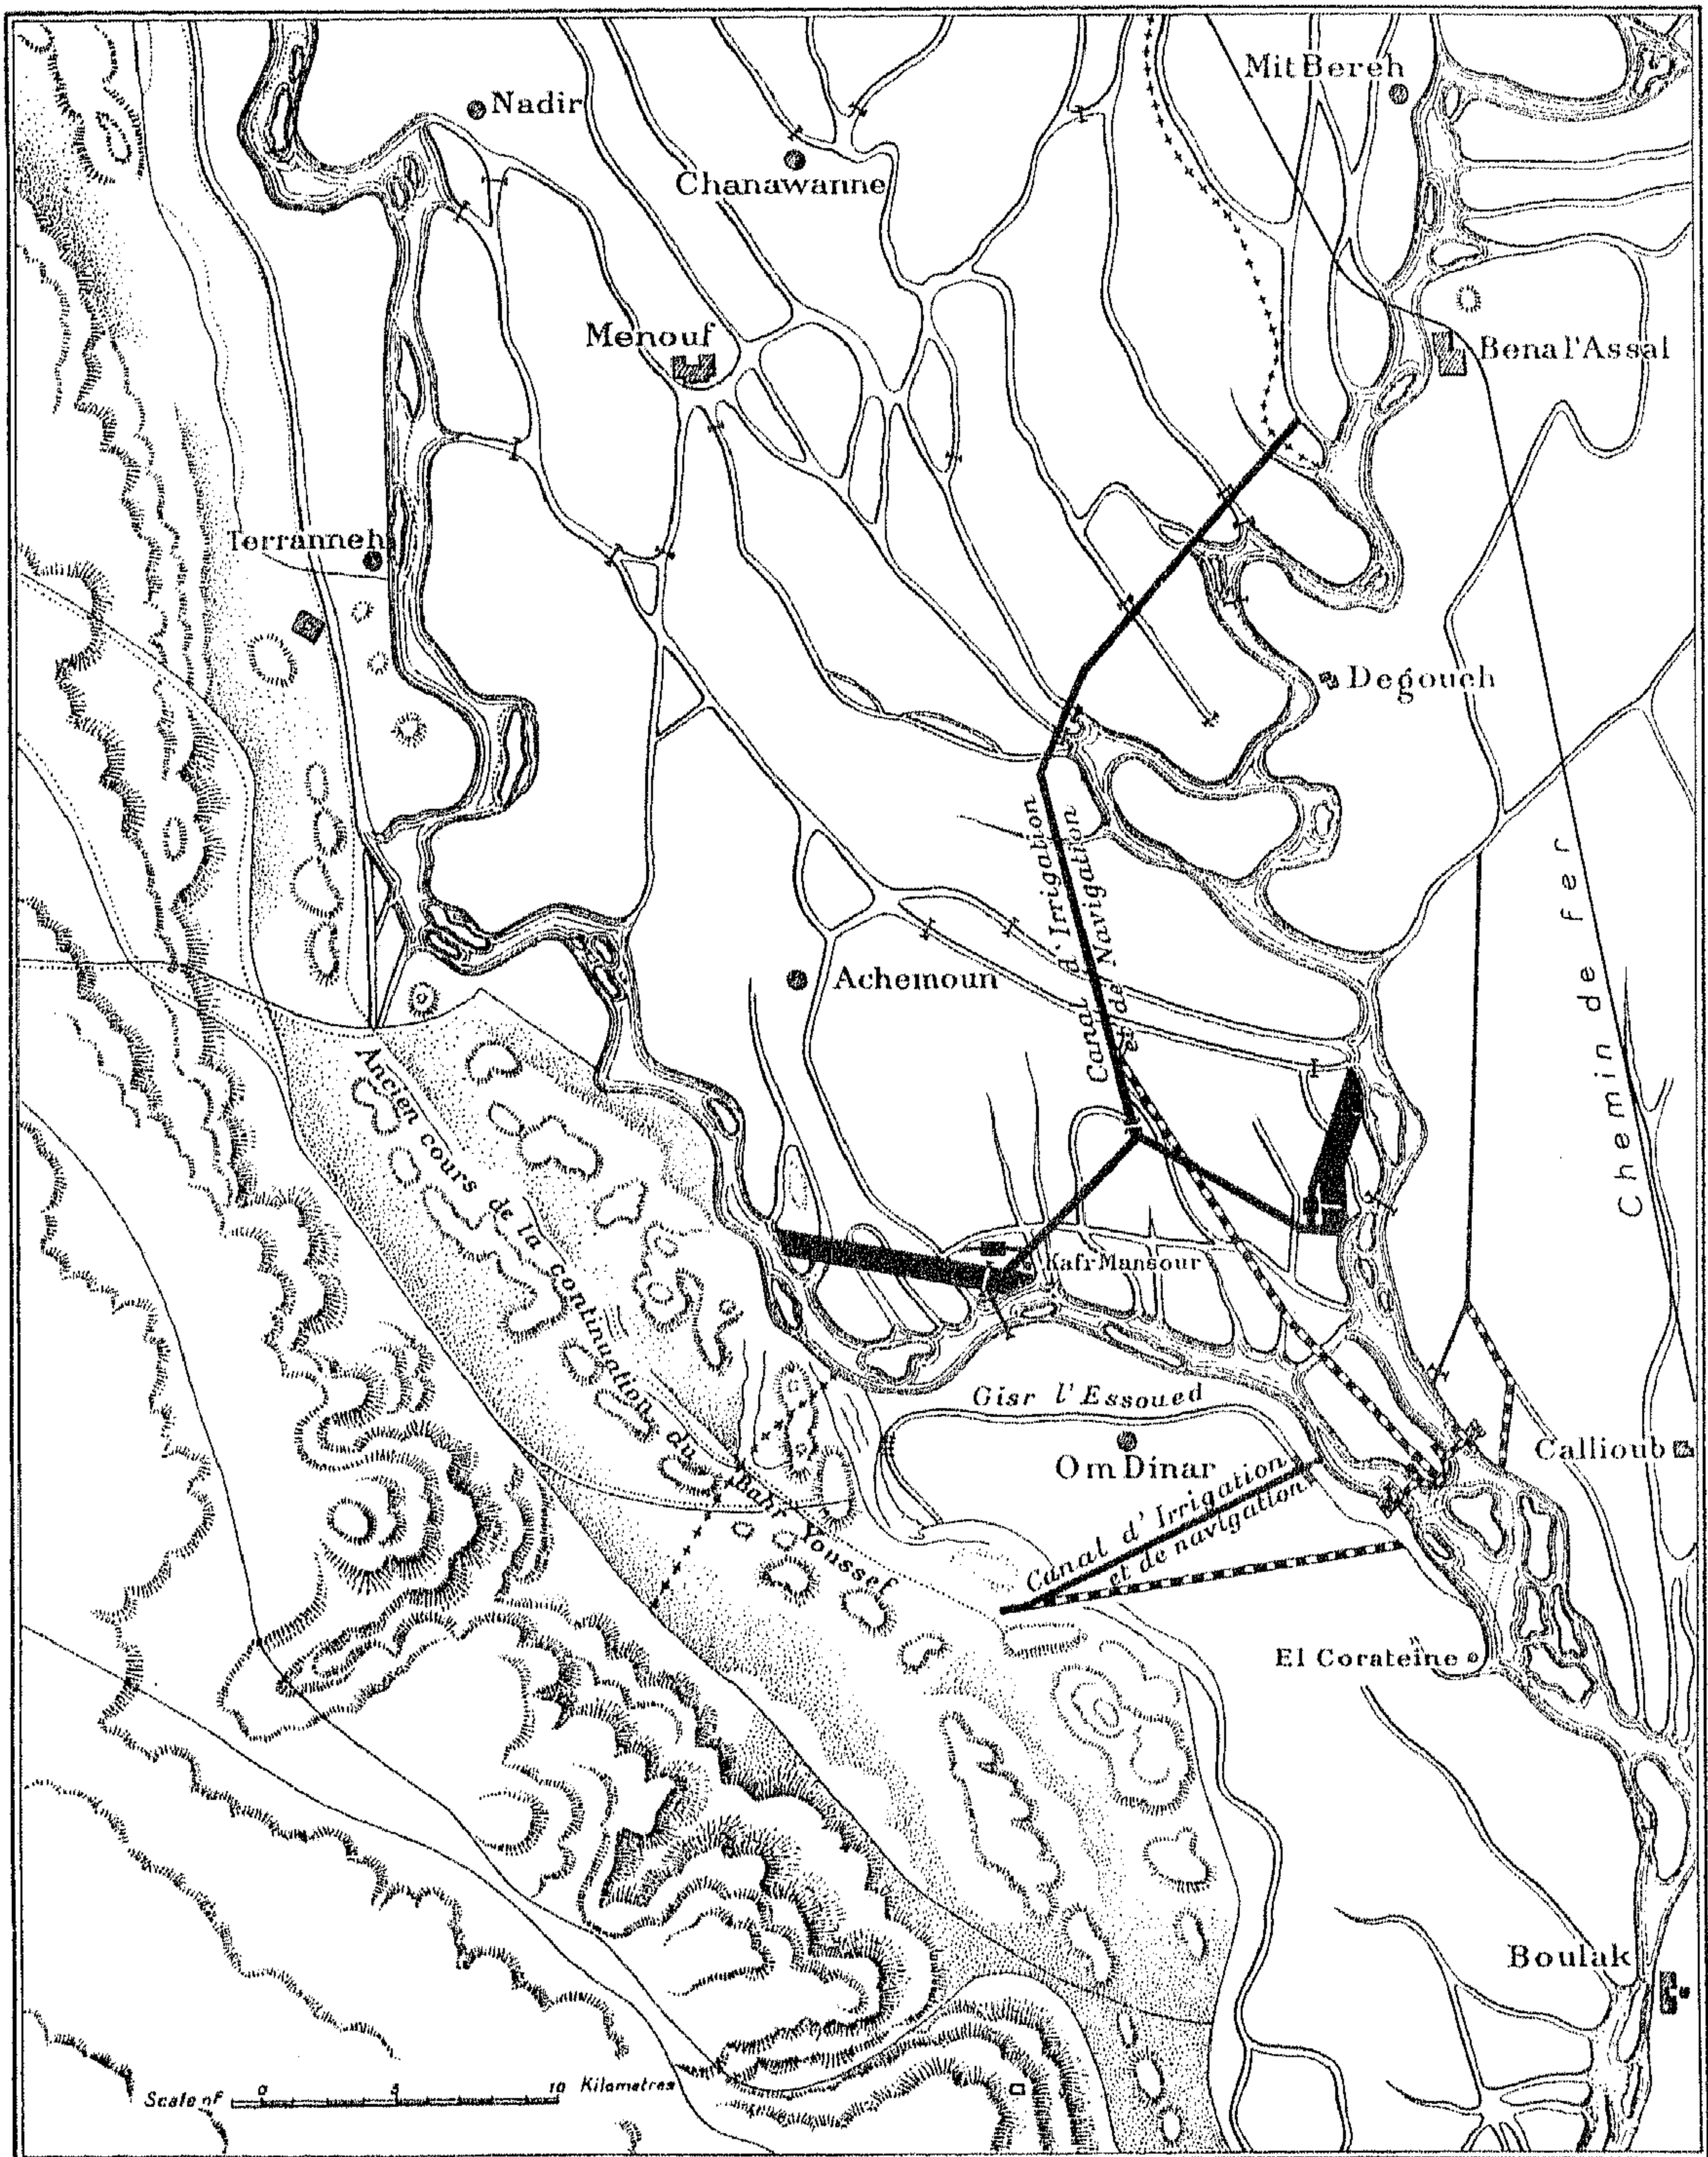 Mit Bereh
Nadir
Chanawanne
Menouf
Benal'Assal
Terranneh
Degouch
Canal d'Irrigation
et de Navigation
Chemin de Fer
Achemoun
Ancien cours de la continuation du Bahr Youssef
Kafr Mansour
Gisr l'Essoued
Om Dinar
Callioub
Canal d'Irrigation
et de navigation
El Corateïne
Boulak
Scale of 0 5 10 Kilometres